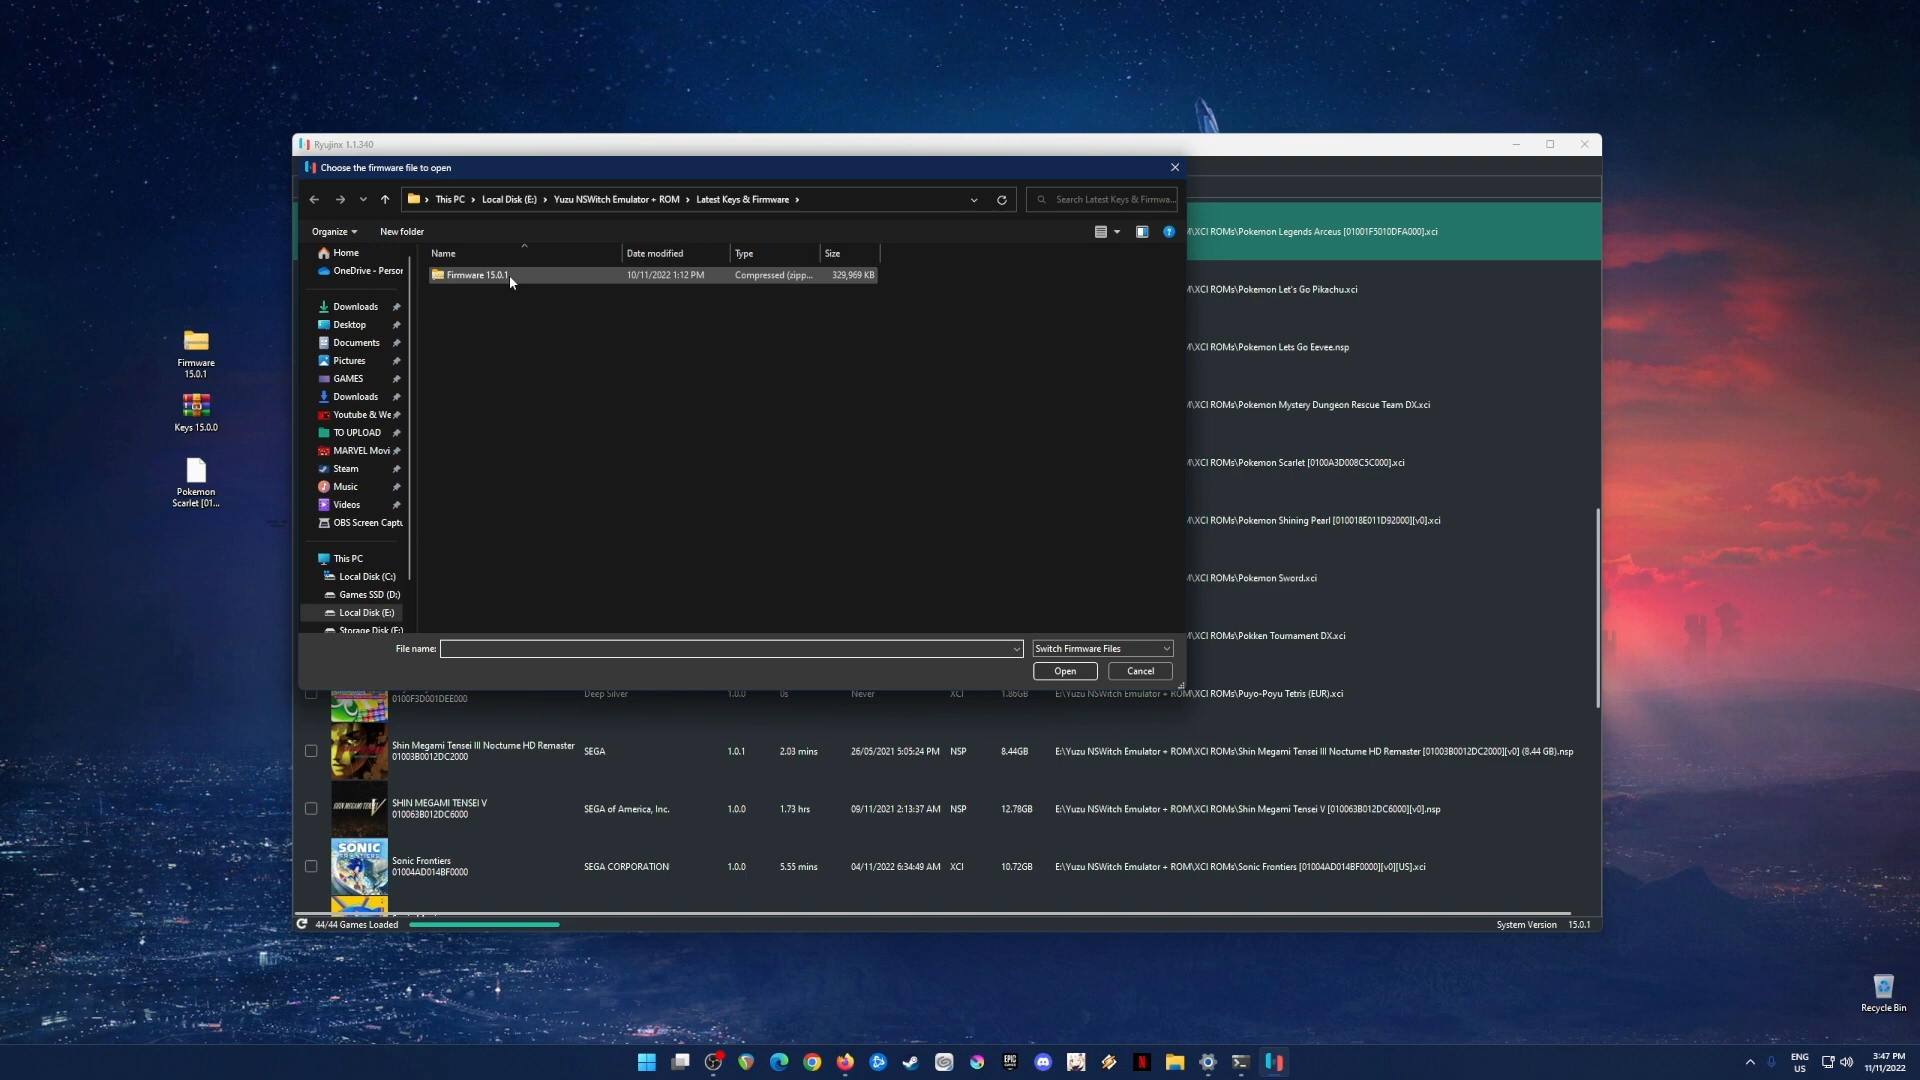 Ryujinx 1.1.340
Choose the firmware file to open
This PC > Local Disk (E:) > Yuzu NSWitch Emulator + ROM > Latest Keys & Firmware >
Search Latest Keys & Firmwa...
Organize
New folder
Name
Date modified
Type
Size
Firmware 15.0.1
10/11/2022 1:12 PM
Compressed (zipp...
329,969 KB
Home
OneDrive - Person
Downloads
Desktop
Documents
Pictures
GAMES
Downloads
Youtube & We
TO UPLOAD
MARVEL Movi
Steam
Music
Videos
OBS Screen Captu
This PC
Local Disk (C:)
Games SSD (D:)
Local Disk (E:)
Storage Disk (F:)
File name:
Switch Firmware Files
Open
Cancel
\XCI ROMs\Pokemon Legends Arceus [01001F5010DFA000].xci
\XCI ROMs\Pokemon Let's Go Pikachu.xci
\XCI ROMs\Pokemon Lets Go Eevee.nsp
\XCI ROMs\Pokemon Mystery Dungeon Rescue Team DX.xci
\XCI ROMs\Pokemon Scarlet [0100A3D008C5C000].xci
\XCI ROMs\Pokemon Shining Pearl [010018E011D92000][v0].xci
\XCI ROMs\Pokemon Sword.xci
\XCI ROMs\Pokken Tournament DX.xci
0100F3D001DEE000
Deep Silver 1.0.0 0s Never XCI 1.86GB E:\Yuzu NSWitch Emulator + ROM\XCI ROMs\Puyo-Poyu Tetris (EUR).xci
Shin Megami Tensei III Nocturne HD Remaster
01003B0012DC2000
SEGA 1.0.1 2.03 mins 26/05/2021 5:05:24 PM NSP 8.44GB E:\Yuzu NSWitch Emulator + ROM\XCI ROMs\Shin Megami Tensei III Nocturne HD Remaster [01003B0012DC2000][v0] (8.44 GB).nsp
SHIN MEGAMI TENSEI V
010063B012DC6000
SEGA of America, Inc. 1.0.0 1.73 hrs 09/11/2021 2:13:37 AM NSP 12.78GB E:\Yuzu NSWitch Emulator + ROM\XCI ROMs\Shin Megami Tensei V [010063B012DC6000][v0].nsp
SONIC
Sonic Frontiers
01004AD014BF0000
SEGA CORPORATION 1.0.0 5.55 mins 04/11/2022 6:34:49 AM XCI 10.72GB E:\Yuzu NSWitch Emulator + ROM\XCI ROMs\Sonic Frontiers [01004AD014BF0000][v0][US].xci
44/44 Games Loaded
System Version 15.0.1
Firmware
15.0.1
Keys 15.0.0
Pokemon
Scarlet [01...
Recycle Bin
ENG
US
3:47 PM
11/11/2022